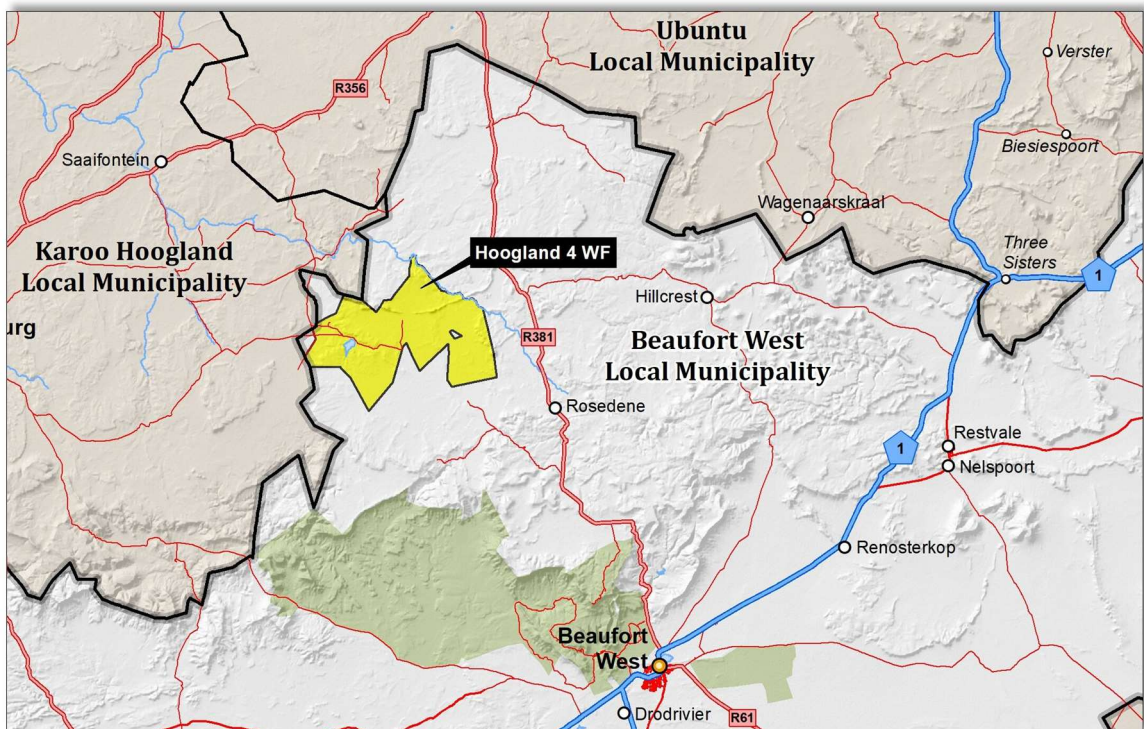 Ubuntu
Local Municipality
Verster
R356
Biesiespoort
Saaifontein
Wagenaarskraal
Karoo Hoogland
Local Municipality
Hoogland 4 WF
Three
Sisters
1
Hillcrest
urg
R381
Beaufort West
Local Municipality
Rosedene
Restvale
1
Nelspoort
Renosterkop
Beaufort
West
Drodrivier
R61